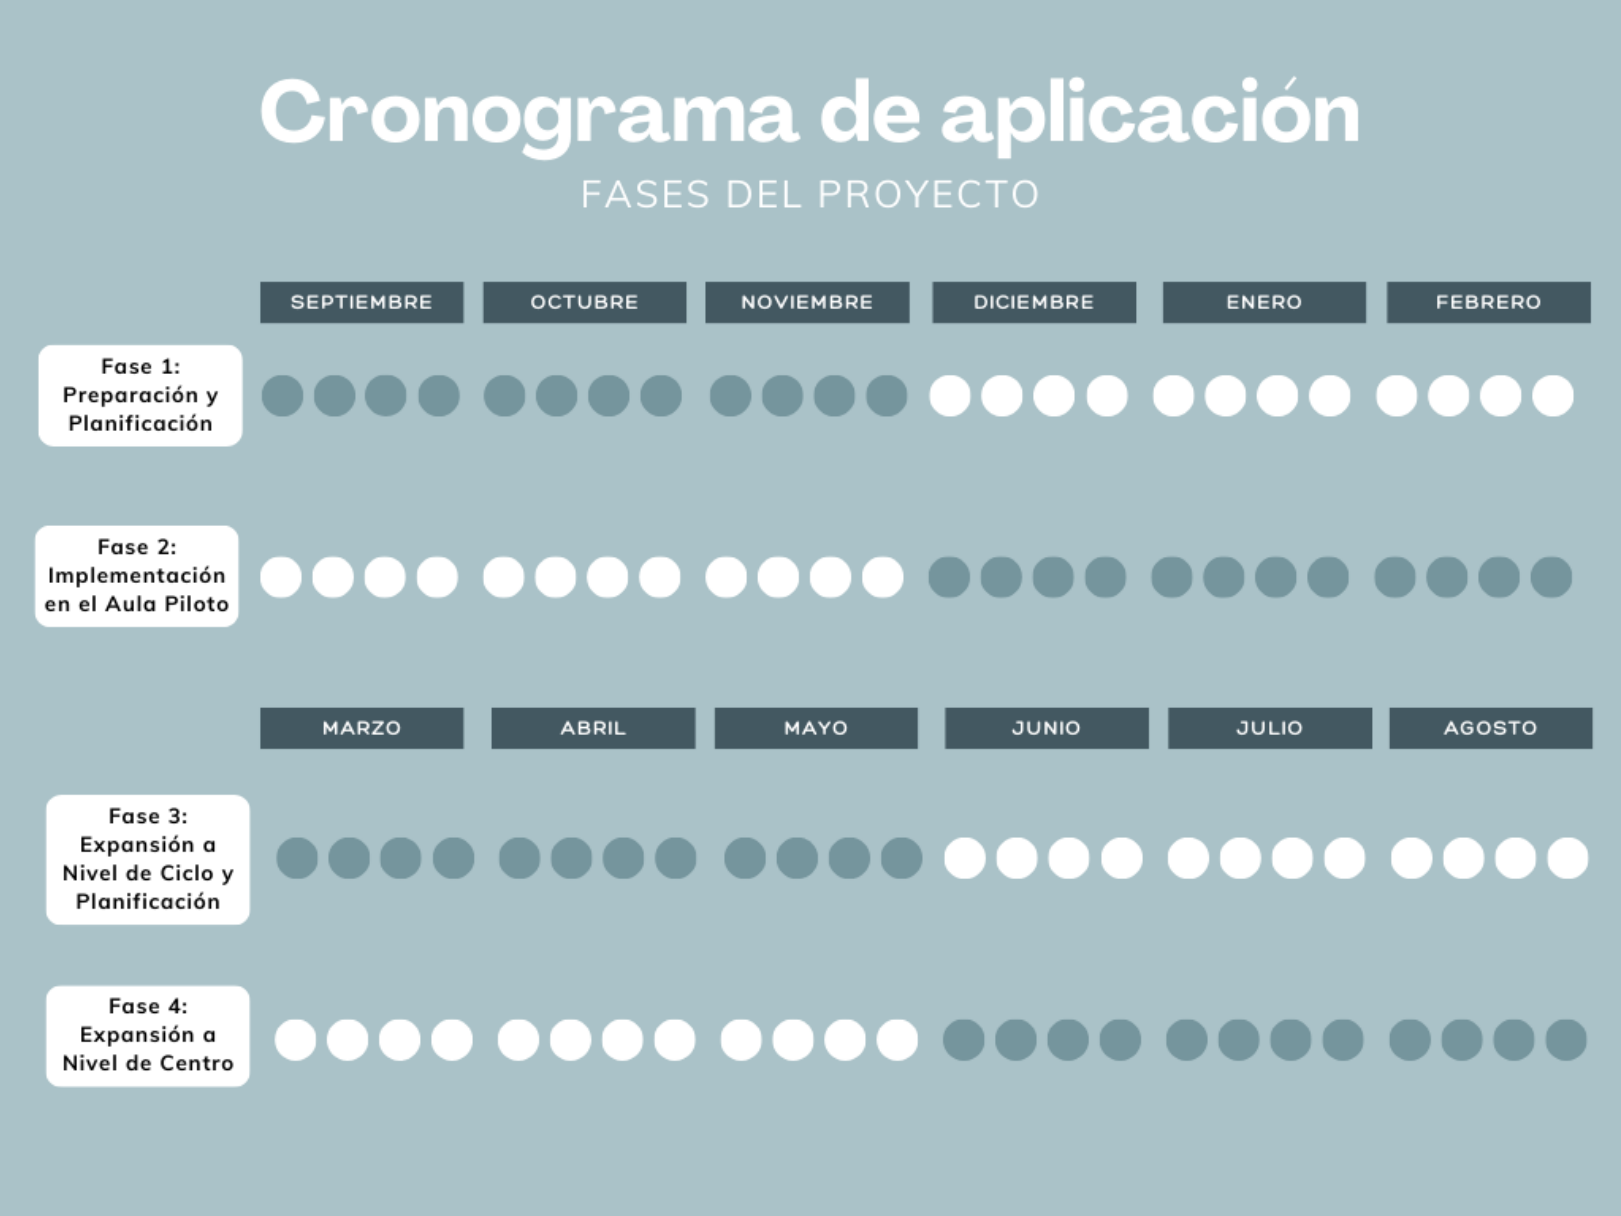 Cronograma de aplicación
FASES DEL PROYECTO
SEPTIEMBRE OCTUBRE NOVIEMBRE DICIEMBRE ENERO FEBRERO
Fase 1:
Preparación y
Planificación
Fase 2:
Implementación
en el Aula Piloto
MARZO ABRIL MAYO JUNIO JULIO AGOSTO
Fase 3:
Expansión a
Nivel de Ciclo y
Planificación
Fase 4:
Expansión a
Nivel de Centro